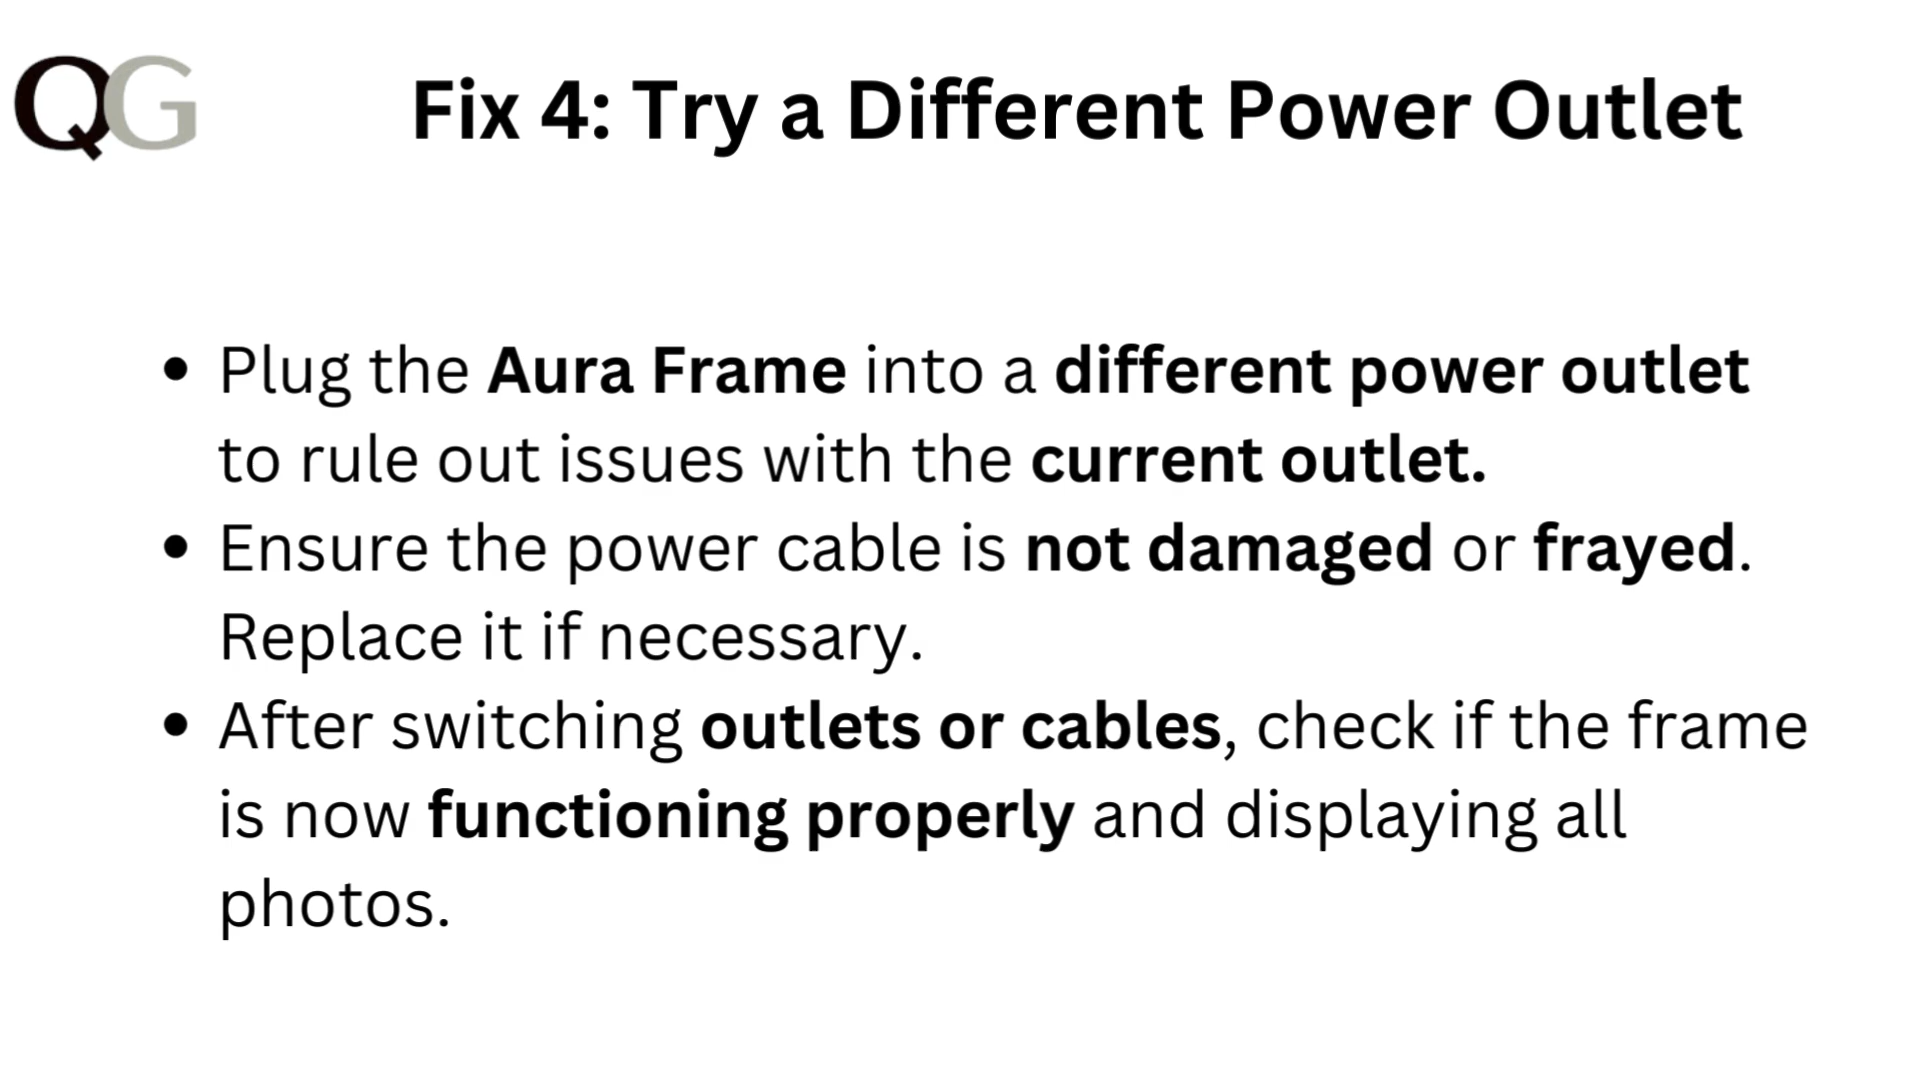 QG
Fix 4: Try a Different Power Outlet
• Plug the Aura Frame into a different power outlet
to rule out issues with the current outlet.
• Ensure the power cable is not damaged or frayed.
Replace it if necessary.
• After switching outlets or cables, check if the frame
is now functioning properly and displaying all
photos.